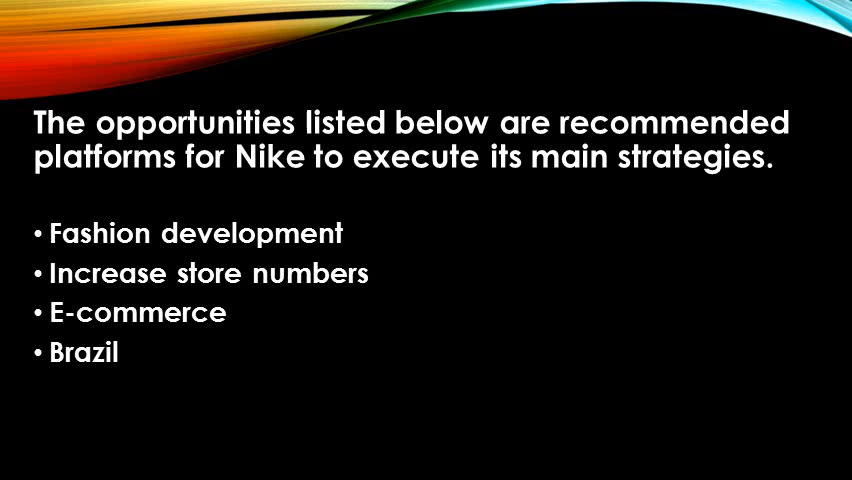 The opportunities listed below are recommended
platforms for Nike to execute its main strategies.
• Fashion development
• Increase store numbers
• E-commerce
• Brazil